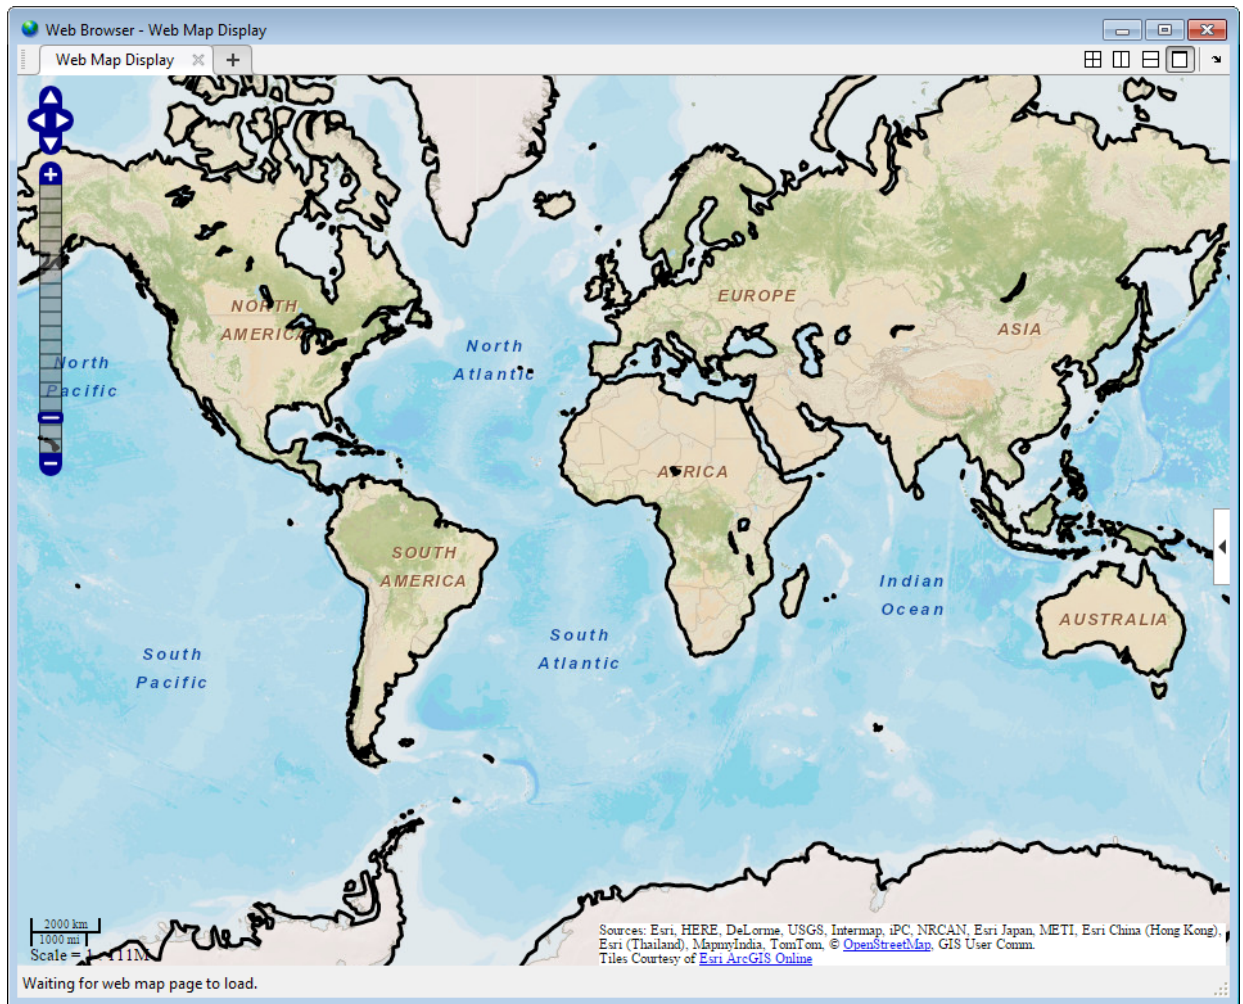 Web Browser - Web Map Display
Web Map Display
NORTH
AMERICA
EUROPE
ASIA
North
Pacific
North
Atlantic
AFRICA
SOUTH
AMERICA
Indian
Ocean
AUSTRALIA
South
Atlantic
South
Pacific
2000 km
1000 mi
Scale = 1 : 111M
Sources: Esri, HERE, DeLorme, USGS, Intermap, iPC, NRCAN, Esri Japan, METI, Esri China (Hong Kong),
Esri (Thailand), MapmyIndia, TomTom, © OpenStreetMap, GIS User Comm.
Tiles Courtesy of Esri ArcGIS Online
Waiting for web map page to load.